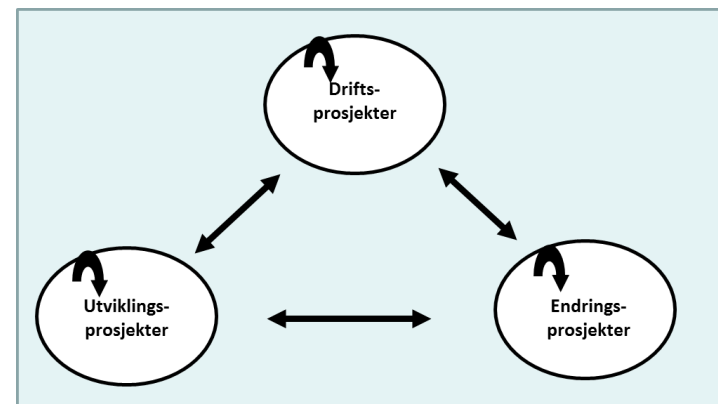 Drifts-
prosjekter
Utviklings-
prosjekter
Endrings-
prosjekter